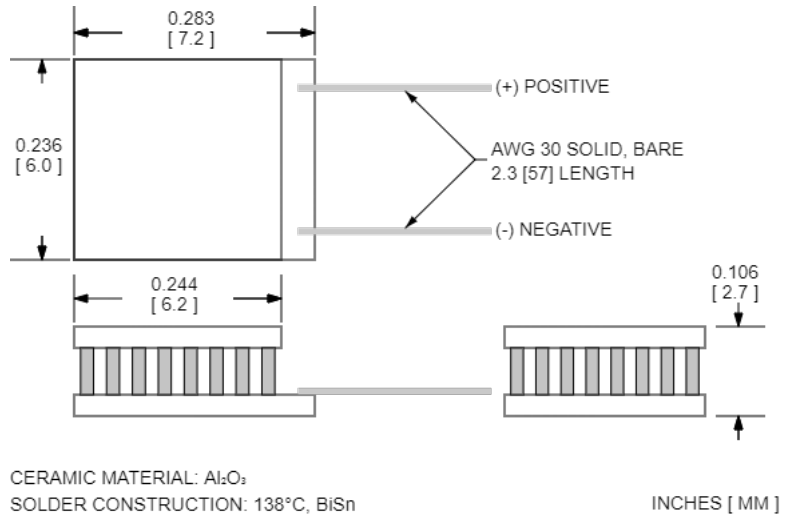 0.283
[ 7.2 ]
(+) POSITIVE
0.236
[ 6.0 ]
AWG 30 SOLID, BARE
2.3 [57] LENGTH
(-) NEGATIVE
0.244
[ 6.2 ]
0.106
[ 2.7 ]
CERAMIC MATERIAL: Al₂O₃
SOLDER CONSTRUCTION: 138°C, BiSn
INCHES [ MM ]